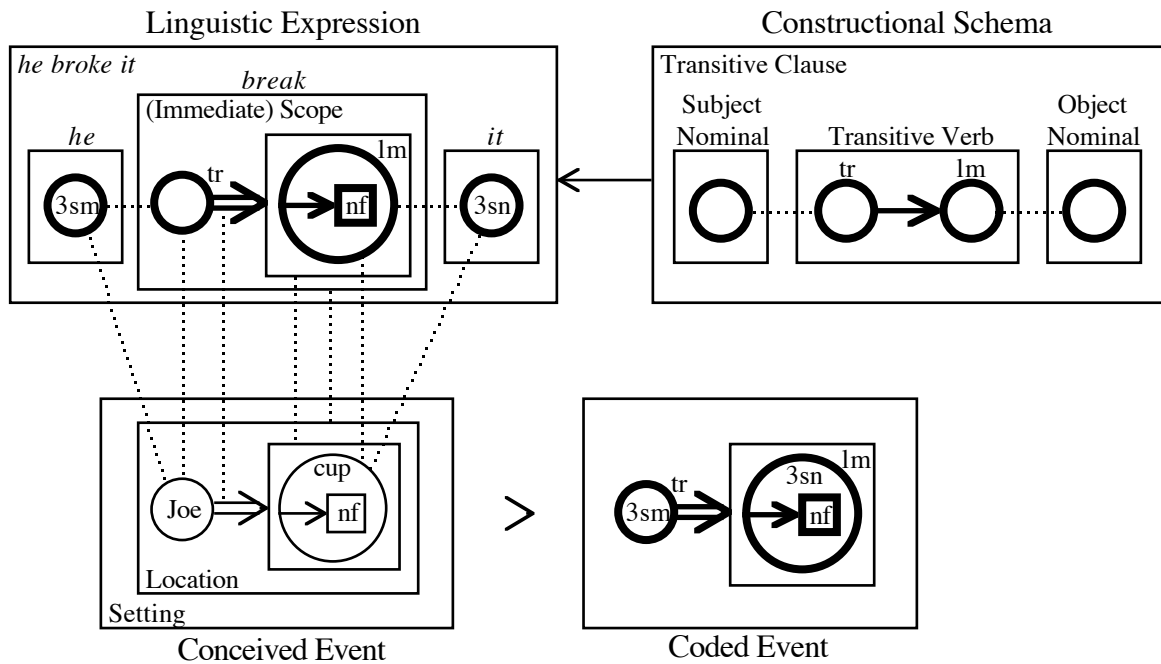 Linguistic Expression
he broke it
break
(Immediate) Scope
he
tr
lm
it
3sm
nf
3sn
Constructional Schema
Transitive Clause
Subject
Nominal
Transitive Verb
Object
Nominal
tr
lm
cup
Joe
nf
Location
Setting
Conceived Event
>
tr
3sn
lm
3sm
nf
Coded Event